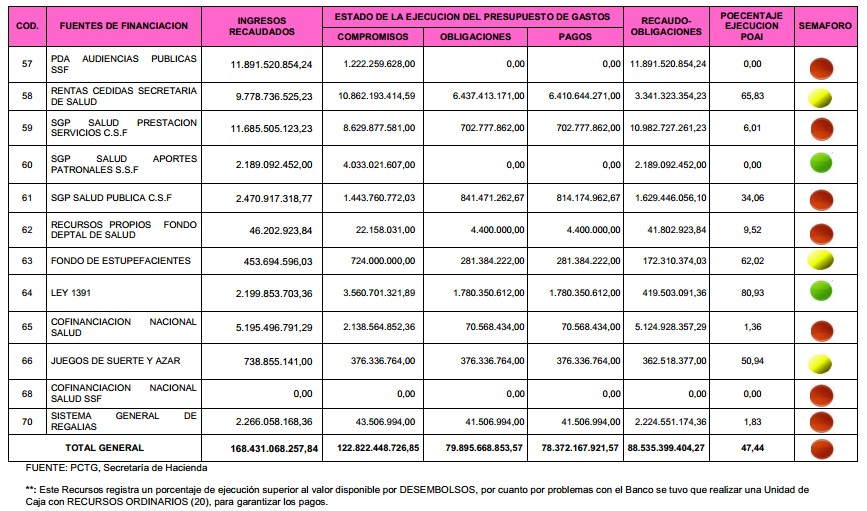 COD. FUENTES DE FINANCIACION INGRESOS RECAUDADOS ESTADO DE LA EJECUCION DEL PRESUPUESTO DE GASTOS RECAUDO-OBLIGACIONES POECENTAJE EJECUCION POAI SEMAFORO
COMPROMISOS OBLIGACIONES PAGOS
57 PDA AUDIENCIAS PUBLICAS SSF 11.891.520.854,24 1.222.259.628,00 0,00 0,00 11.891.520.854,24 0,00
58 RENTAS CEDIDAS SECRETARIA DE SALUD 9.778.736.525,23 10.862.193.414,59 6.437.413.171,00 6.410.644.271,00 3.341.323.354,23 65,83
59 SGP SALUD PRESTACION SERVICIOS C.S.F 11.685.505.123,23 8.629.877.581,00 702.777.862,00 702.777.862,00 10.982.727.261,23 6,01
60 SGP SALUD APORTES PATRONALES S.S.F 2.189.092.452,00 4.033.021.607,00 0,00 0,00 2.189.092.452,00 0,00
61 SGP SALUD PUBLICA C.S.F 2.470.917.318,77 1.443.760.772,03 841.471.262,67 814.174.962,67 1.629.446.056,10 34,06
62 RECURSOS PROPIOS FONDO DEPTAL DE SALUD 46.202.923,84 22.158.031,00 4.400.000,00 4.400.000,00 41.802.923,84 9,52
63 FONDO DE ESTUPEFACIENTES 453.694.596,03 724.000.000,00 281.384.222,00 281.384.222,00 172.310.374,03 62,02
64 LEY 1391 2.199.853.703,36 3.560.701.321,89 1.780.350.612,00 1.780.350.612,00 419.503.091,36 80,93
65 COFINANCIACION NACIONAL SALUD 5.195.496.791,29 2.138.564.852,36 70.568.434,00 70.568.434,00 5.124.928.357,29 1,36
66 JUEGOS DE SUERTE Y AZAR 738.855.141,00 376.336.764,00 376.336.764,00 376.336.764,00 362.518.377,00 50,94
68 COFINANCIACION NACIONAL SALUD SSF 0,00 0,00 0,00 0,00 0,00 0,00
70 SISTEMA GENERAL DE REGALIAS 2.266.058.168,36 43.506.994,00 41.506.994,00 41.506.994,00 2.224.551.174,36 1,83
TOTAL GENERAL 168.431.068.257,84 122.822.448.726,85 79.895.668.853,57 78.372.167.921,57 88.535.399.404,27 47,44
FUENTE: PCTG, Secretaría de Hacienda
**: Este Recursos registra un porcentaje de ejecución superior al valor disponible por DESEMBOLSOS, por cuanto por problemas con el Banco se tuvo que realizar una Unidad de
Caja con RECURSOS ORDINARIOS (20), para garantizar los pagos.